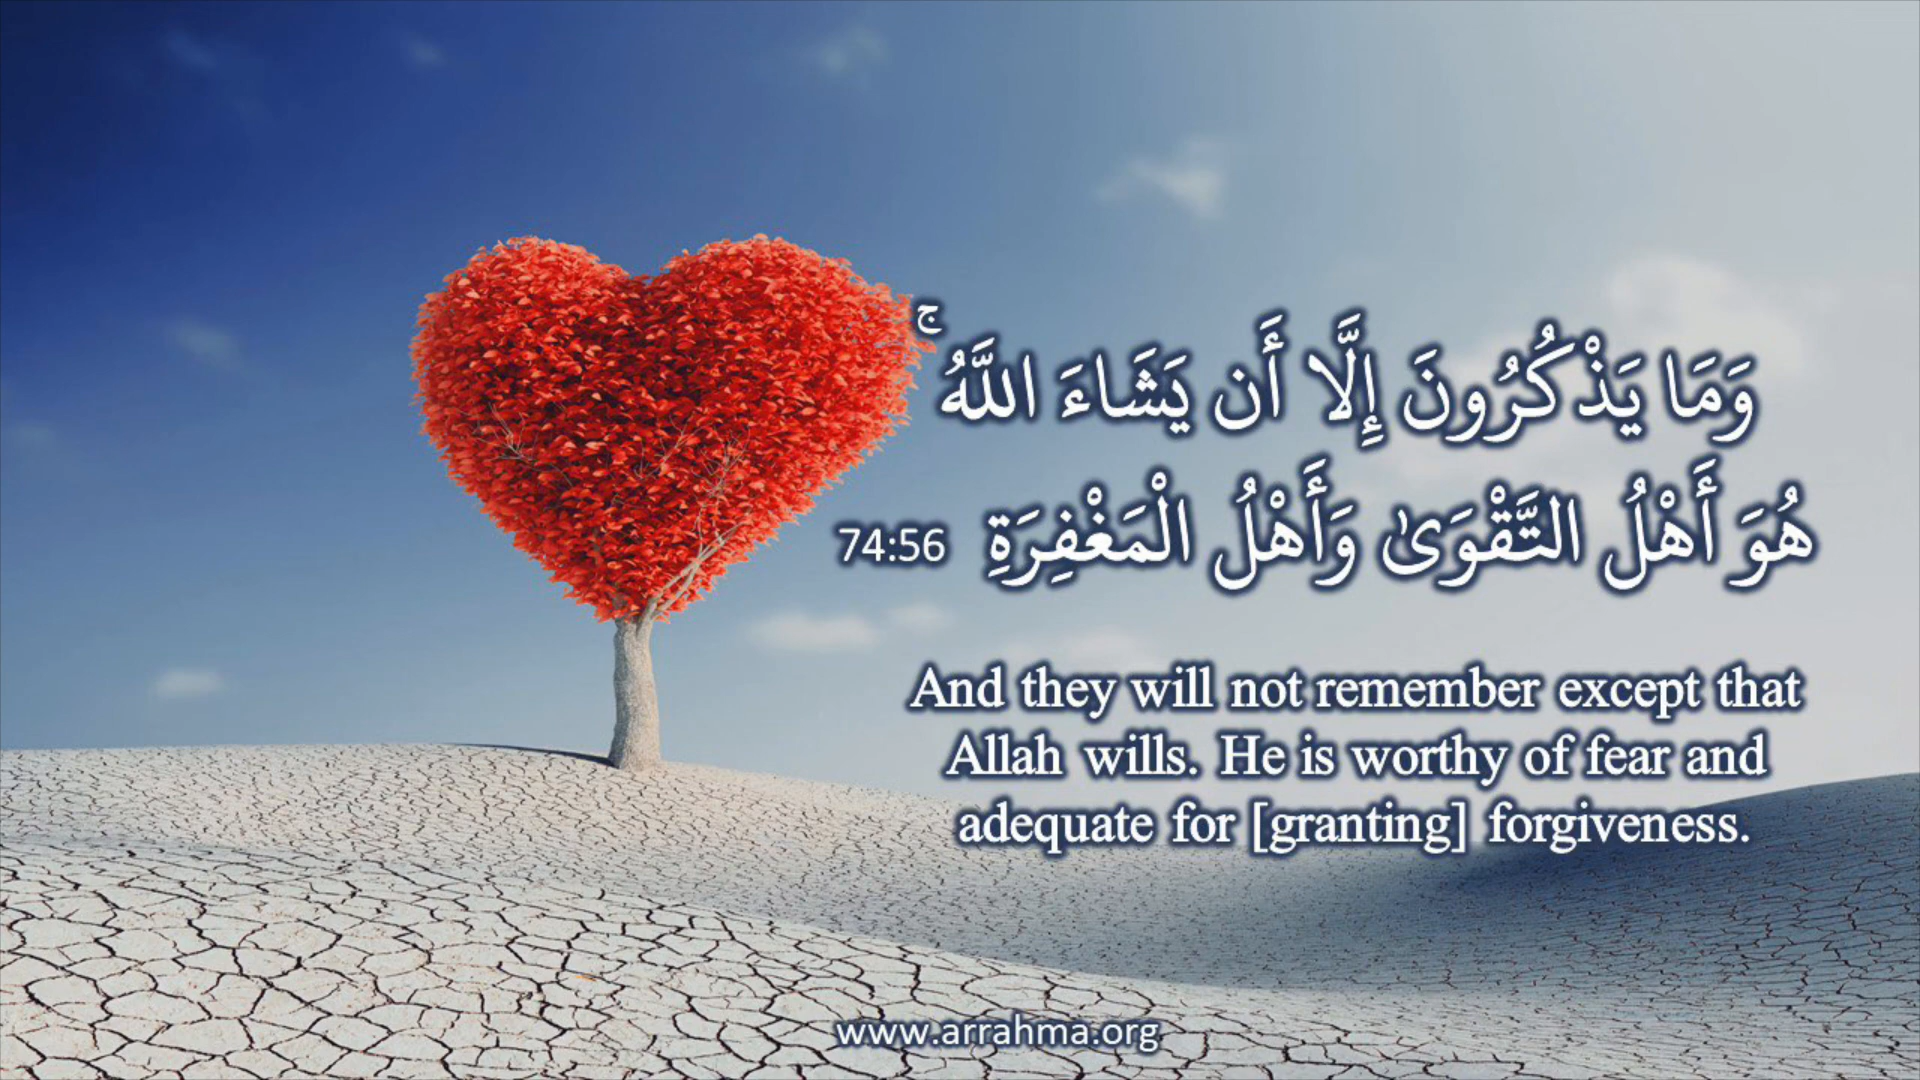 وَمَا يَذْكُرُونَ إِلَّا أَن يَشَاءَ اللَّهُ ۚ
هُوَ أَهْلُ التَّقْوَىٰ وَأَهْلُ الْمَغْفِرَةِ 74:56
And they will not remember except that
Allah wills. He is worthy of fear and
adequate for [granting] forgiveness.
www.arrahma.org